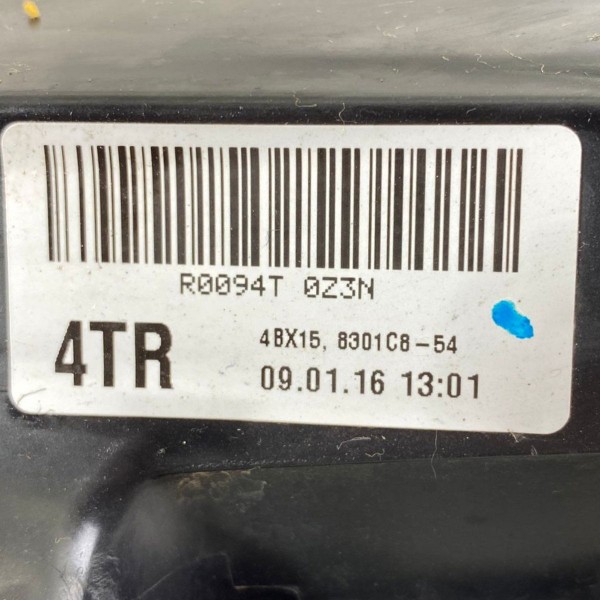 R0094T 0Z3N
4TR
4BX15, 8301C8-54
09.01.16 13:01